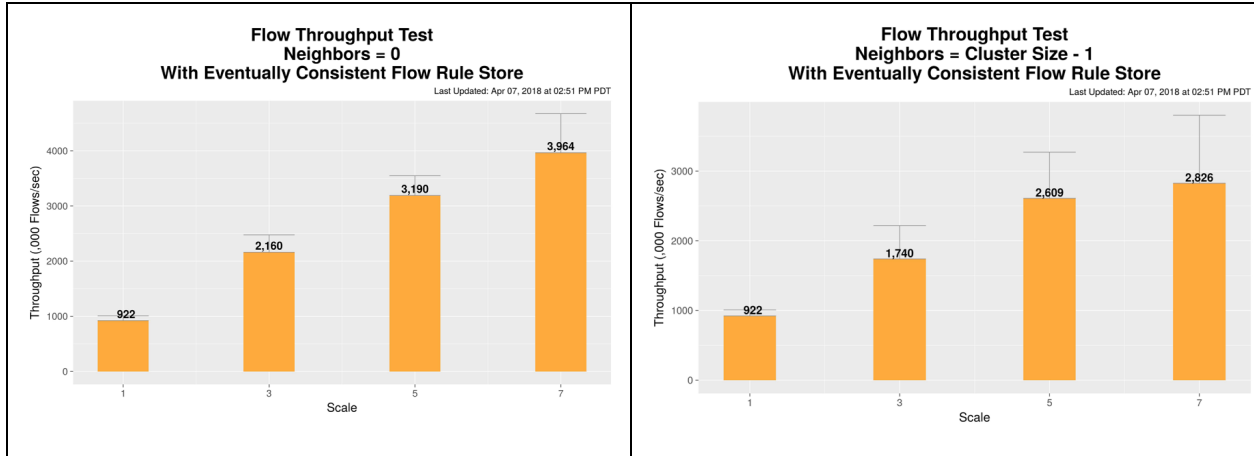 Flow Throughput Test
Neighbors = 0
With Eventually Consistent Flow Rule Store
Last Updated: Apr 07, 2018 at 02:51 PM PDT
Throughput (,000 Flows/sec)
4000
3000
2000
1000
0
922
2,160
3,190
3,964
1
3
5
7
Scale
Flow Throughput Test
Neighbors = Cluster Size - 1
With Eventually Consistent Flow Rule Store
Last Updated: Apr 07, 2018 at 02:51 PM PDT
Throughput (,000 Flows/sec)
3000
2000
1000
0
922
1,740
2,609
2,826
1
3
5
7
Scale